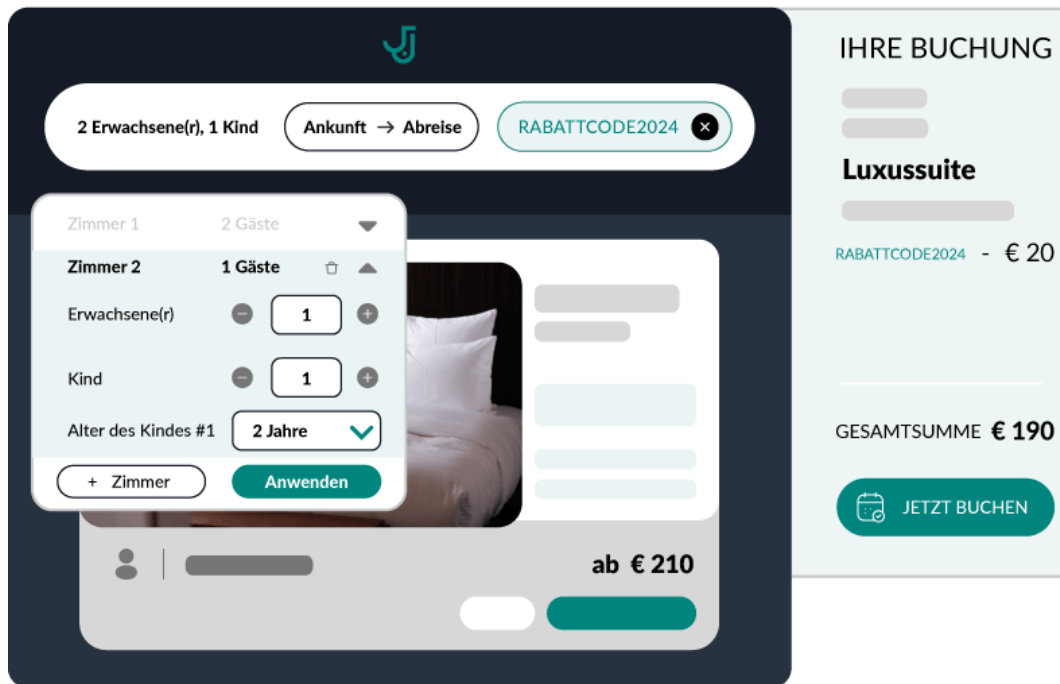 2 Erwachsene(r), 1 Kind Ankunft → Abreise RABATTCODE2024
Zimmer 1 2 Gäste
Zimmer 2 1 Gäste
Erwachsene(r) 1
Kind 1
Alter des Kindes #1 2 Jahre
+ Zimmer Anwenden
ab € 210
IHRE BUCHUNG
Luxussuite
RABATTCODE2024 - € 20
GESAMTSUMME € 190
JETZT BUCHEN